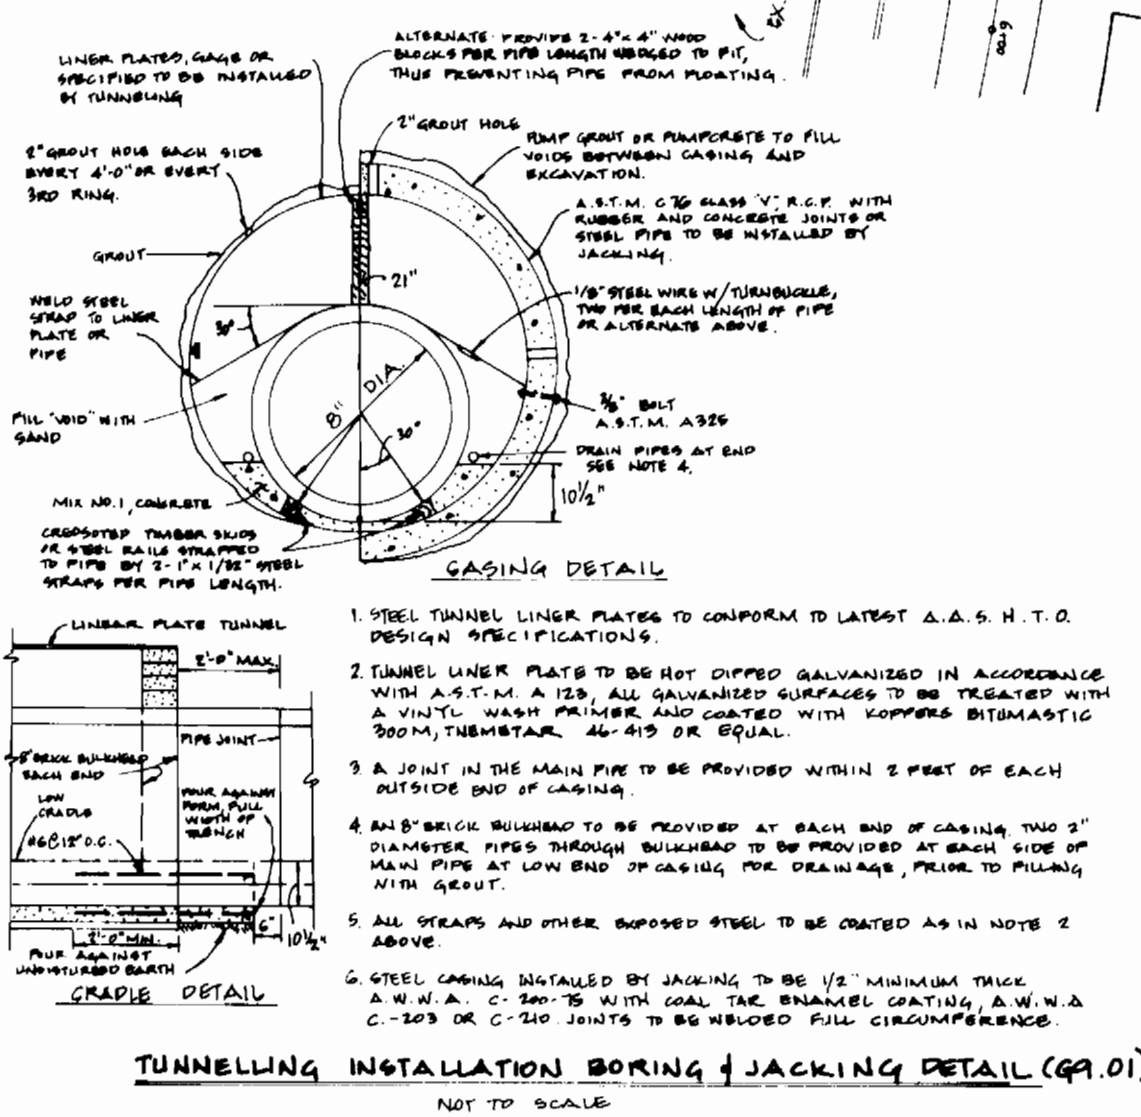 EX.
6+00
LINER PLATES, GAGE OR
SPECIFIED TO BE INSTALLED
BY TUNNELING
ALTERNATE: PROVIDE 2-4"x 4" WOOD
BLOCKS PER PIPE LENGTH WEDGED TO FIT,
THUS PREVENTING PIPE FROM FLOATING.
2" GROUT HOLE
2" GROUT HOLE EACH SIDE
EVERY 4'-0" OR EVERY
3RD RING.
PUMP GROUT OR PUMPCRETE TO FILL
VOIDS BETWEEN CASING AND
EXCAVATION.
A.S.T.M. C 76 CLASS "V", R.C.P. WITH
RUBBER AND CONCRETE JOINTS OR
STEEL PIPE TO BE INSTALLED BY
JACKING.
GROUT
21"
WELD STEEL
STRAP TO LINER
PLATE OR
PIPE
30°
1/8" STEEL WIRE W/TURNBUCKLE,
TWO PER EACH LENGTH OF PIPE
OR ALTERNATE ABOVE.
8" DIA.
30°
FILL "VOID" WITH
SAND
3/8" BOLT
A.S.T.M. A325
DRAIN PIPES AT END
SEE NOTE 4.
10½"
MIX NO.1, CONCRETE
CREOSOTED TIMBER SKIDS
OR STEEL RAILS STRAPPED
TO PIPE BY 2-1"x 1/32" STEEL
STRAPS PER PIPE LENGTH.
CASING DETAIL
LINEAR PLATE TUNNEL
2'-0" MAX.
PIPE JOINT
8" BRICK BULKHEAD
EACH END
LOW
CRADLE
#6@12" O.C.
POUR AGAINST
FORM, FULL
WIDTH OF
TRENCH
6"
10½"
2'-0" MIN.
POUR AGAINST
UNDISTURBED EARTH
CRADLE DETAIL
1. STEEL TUNNEL LINER PLATES TO CONFORM TO LATEST A.A.S.H.T.O.
DESIGN SPECIFICATIONS.
2. TUNNEL LINER PLATE TO BE HOT DIPPED GALVANIZED IN ACCORDANCE
WITH A.S.T.M. A 123, ALL GALVANIZED SURFACES TO BE TREATED WITH
A VINYL WASH PRIMER AND COATED WITH KOPPERS BITUMASTIC
300M, TNEMETAR 46-413 OR EQUAL.
3. A JOINT IN THE MAIN PIPE TO BE PROVIDED WITHIN 2 FEET OF EACH
OUTSIDE END OF CASING.
4. AN 8" BRICK BULKHEAD TO BE PROVIDED AT EACH END OF CASING. TWO 2"
DIAMETER PIPES THROUGH BULKHEAD TO BE PROVIDED AT EACH SIDE OF
MAIN PIPE AT LOW END OF CASING FOR DRAINAGE, PRIOR TO FILLING
WITH GROUT.
5. ALL STRAPS AND OTHER EXPOSED STEEL TO BE COATED AS IN NOTE 2
ABOVE.
6. STEEL CASING INSTALLED BY JACKING TO BE 1/2" MINIMUM THICK
A.W.W.A. C-200-75 WITH COAL TAR ENAMEL COATING, A.W.W.A
C.-203 OR C-210. JOINTS TO BE WELDED FULL CIRCUMFERENCE.
TUNNELLING INSTALLATION BORING & JACKING DETAIL (G9.01)
NOT TO SCALE